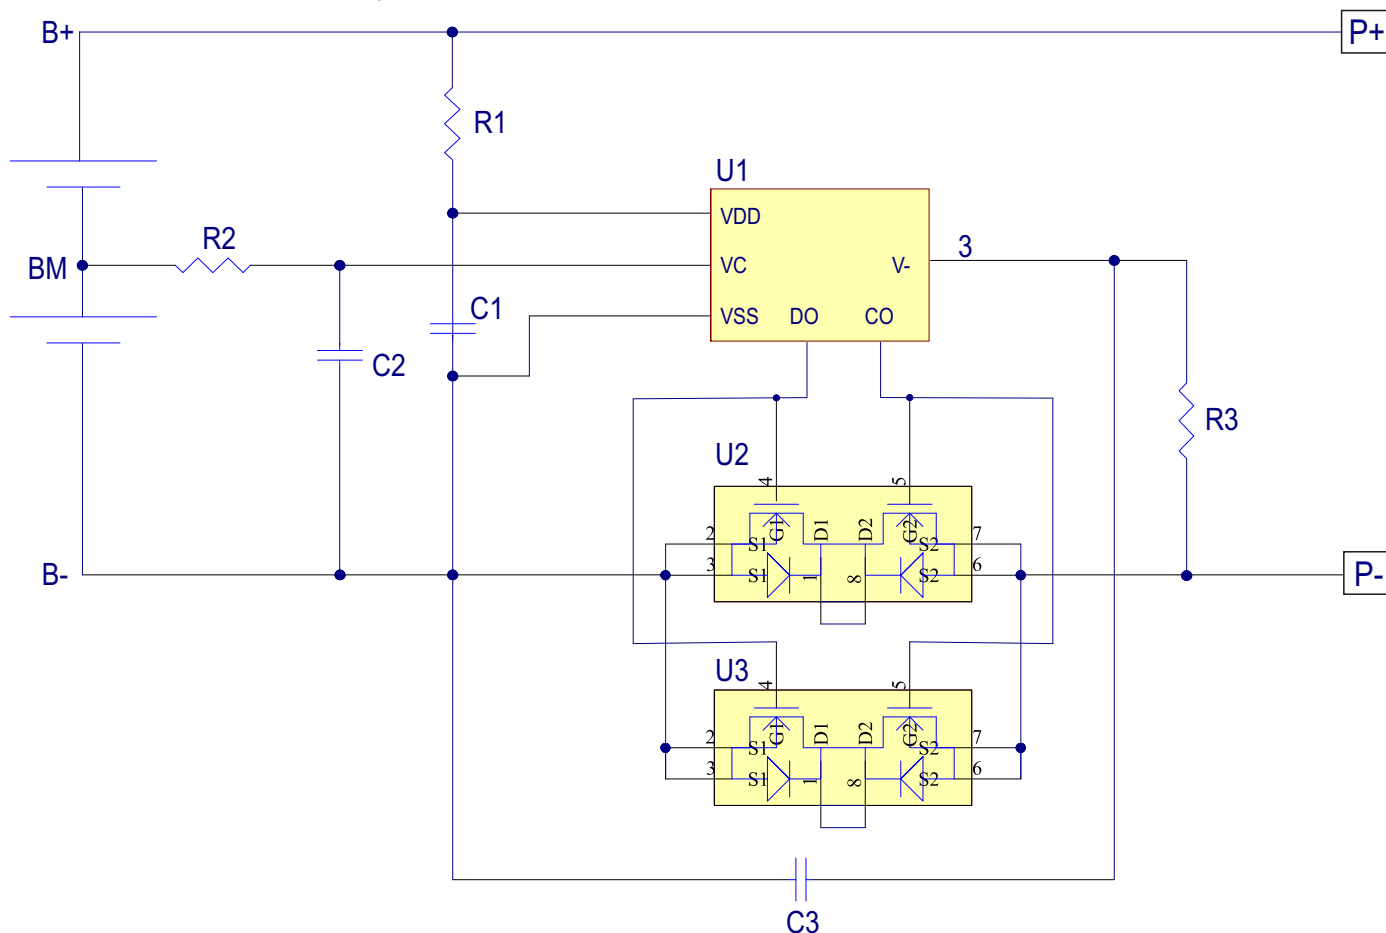 B+
P+
R1
U1
VDD
R2
BM
VC
V-
3
C1
VSS
DO
CO
C2
R3
U2
4
5
G1
D1
D2
G2
2
S1
S2
7
3
S1
1
8
S2
6
B-
P-
U3
4
5
G1
D1
D2
G2
2
S1
S2
7
3
S1
1
8
S2
6
C3